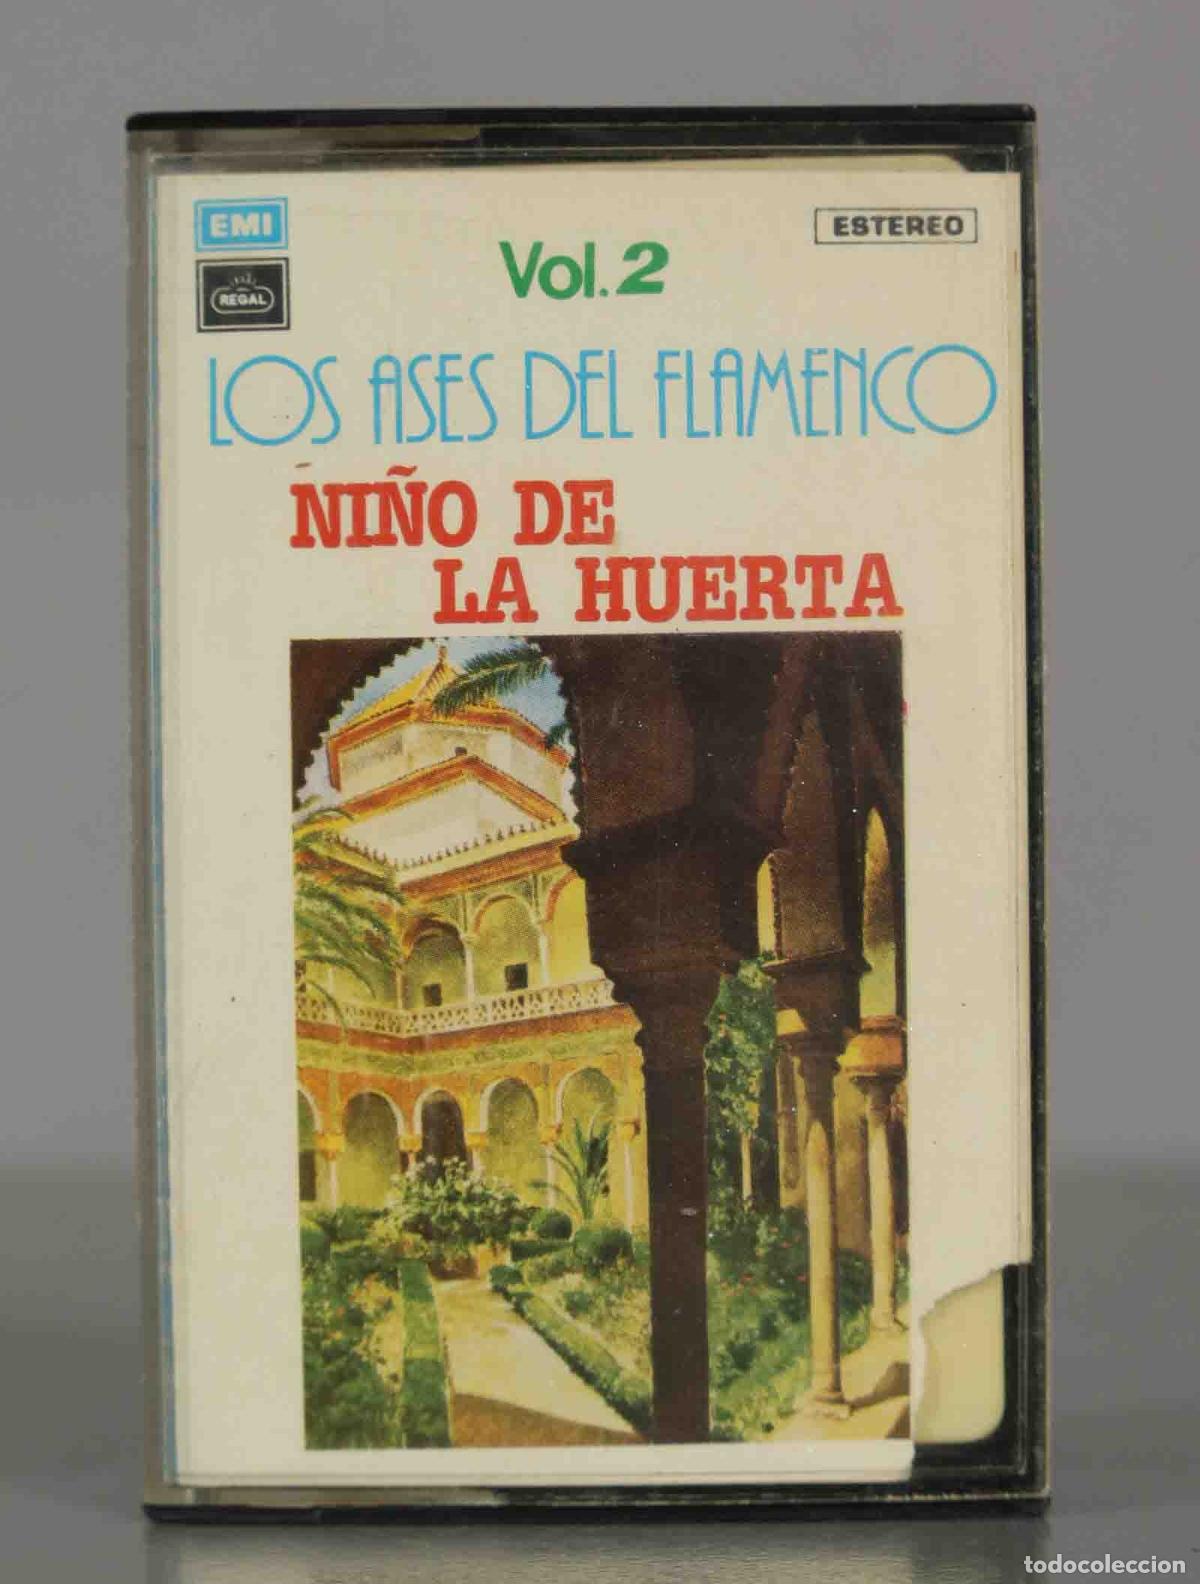 EMI
REGAL
ESTEREO
Vol.2
LOS ASES DEL FLAMENCO
NIÑO DE
LA HUERTA
todocoleccion